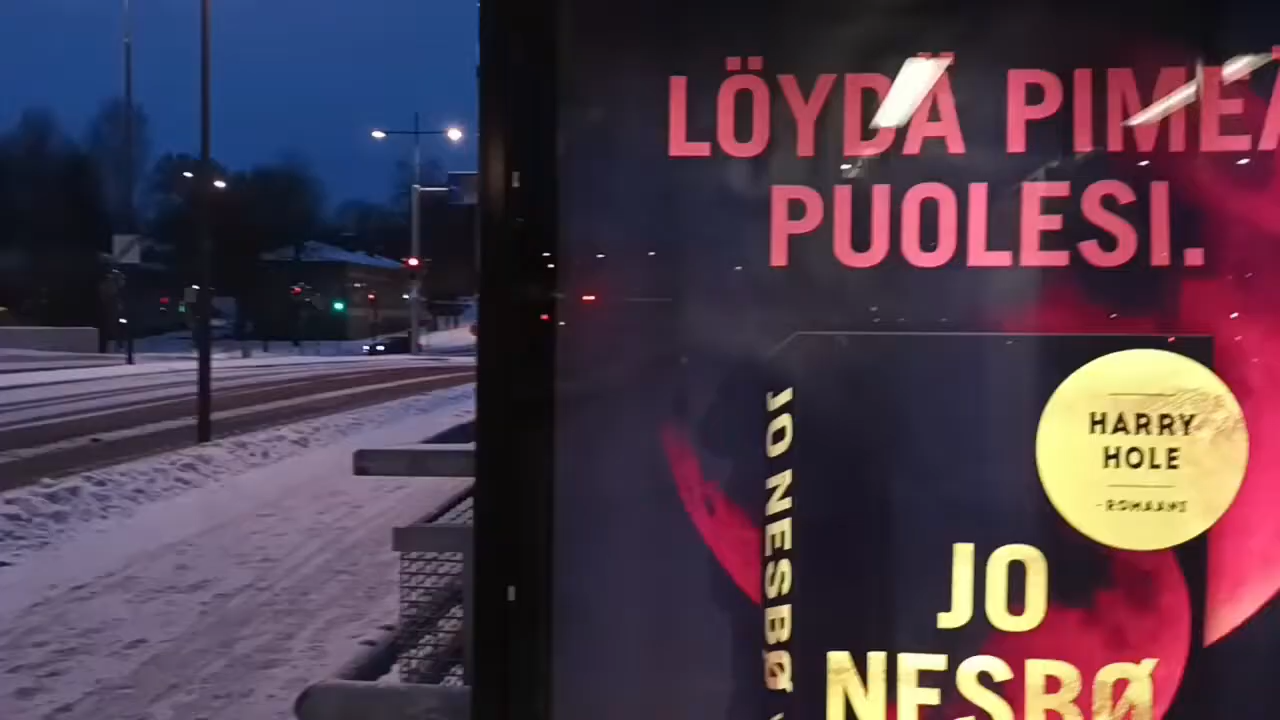 LÖYDÄ PIMEÄ
PUOLESI.
HARRY
HOLE
-ROMAANI
JO
NESBØ
JO NESBØ